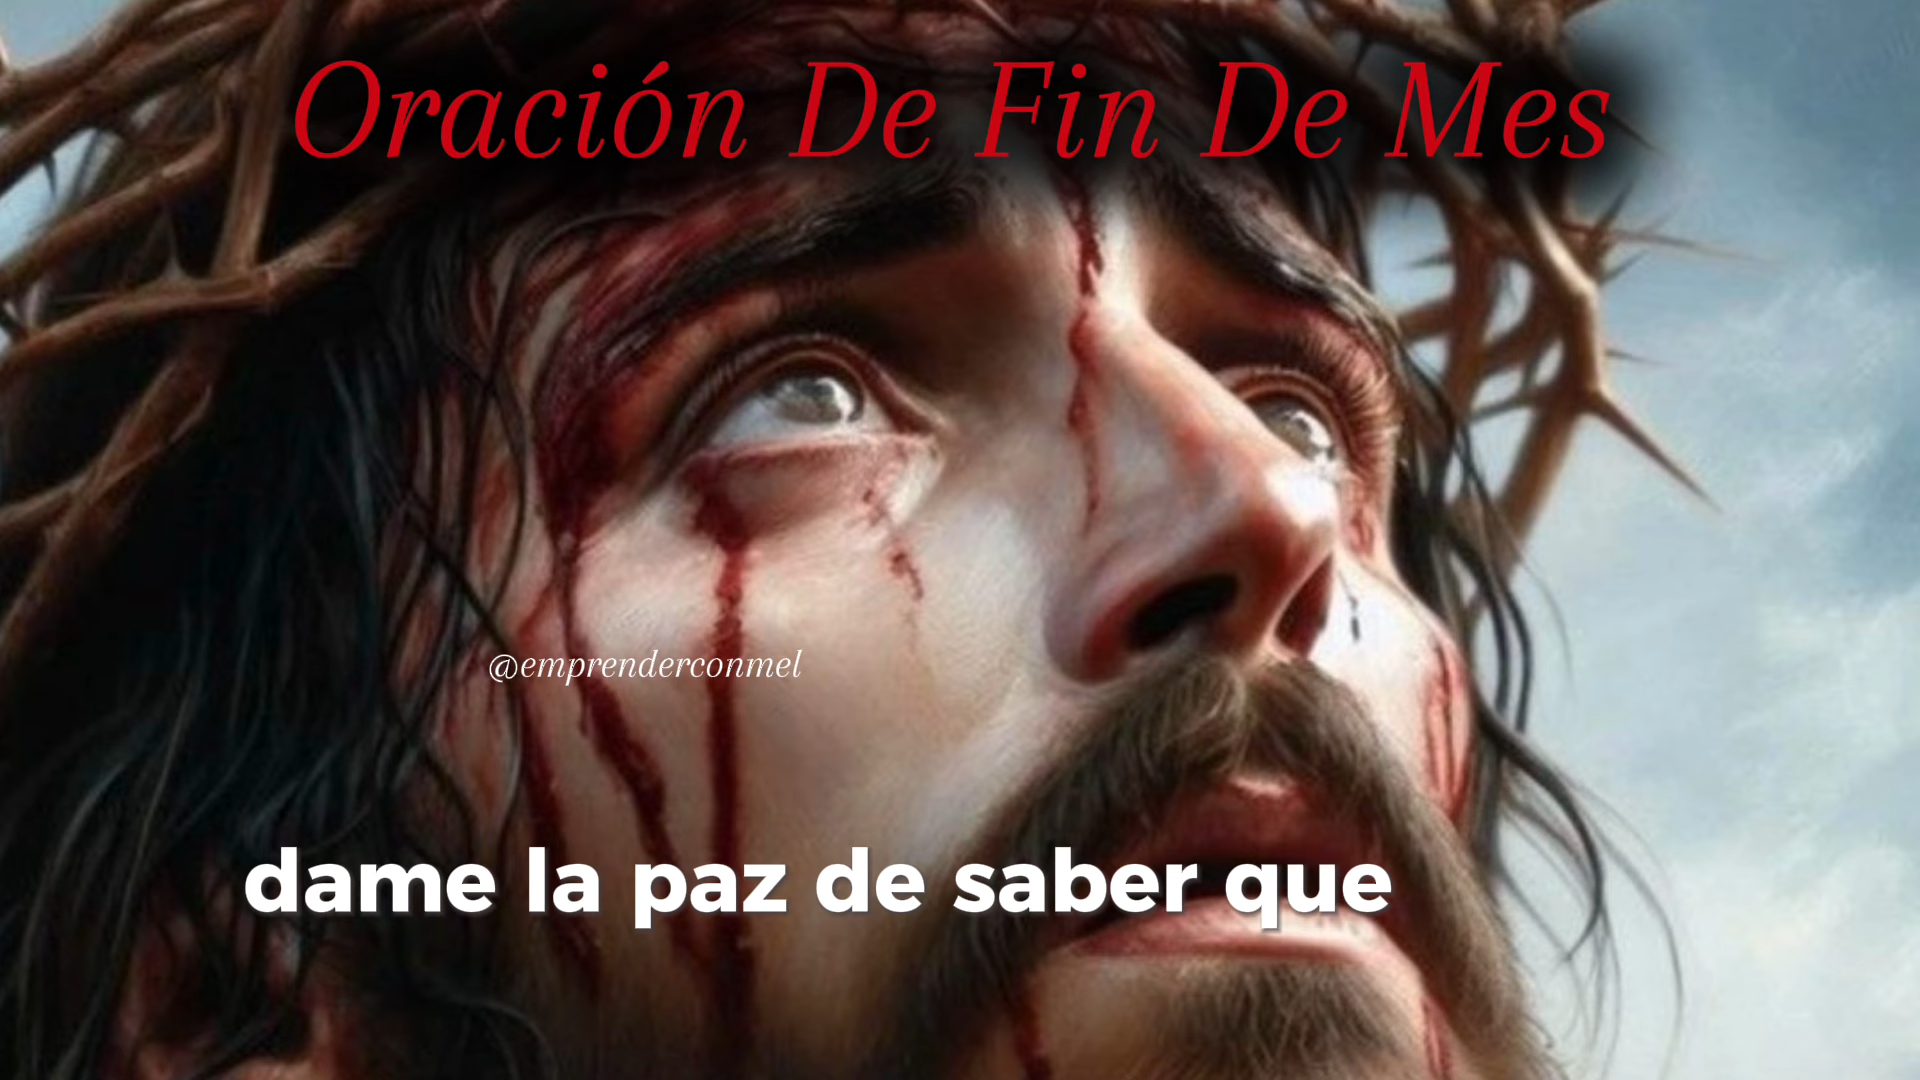 Oración De Fin De Mes
@emprenderconmel
dame la paz de saber que